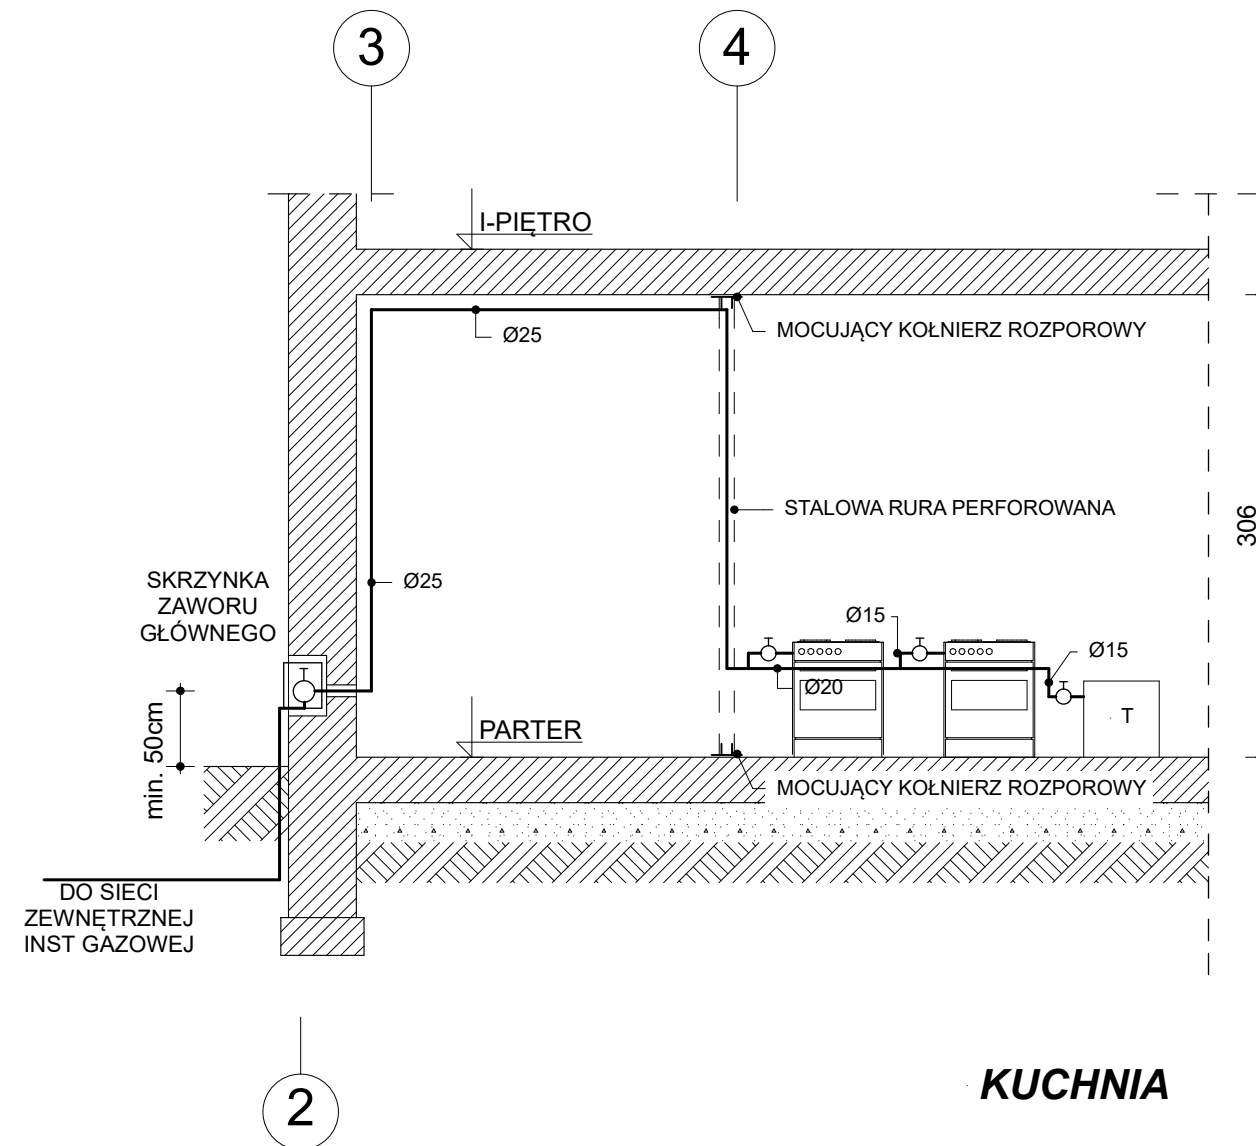 3
4
I-PIĘTRO
MOCUJĄCY KOŁNIERZ ROZPOROWY
Ø25
STALOWA RURA PERFOROWANA
306
SKRZYNKA
ZAWORU
GŁÓWNEGO
Ø25
Ø15
Ø15
Ø20
T
T
T
T
T
min. 50cm
PARTER
MOCUJĄCY KOŁNIERZ ROZPOROWY
DO SIECI
ZEWNĘTRZNEJ
INST GAZOWEJ
KUCHNIA
2